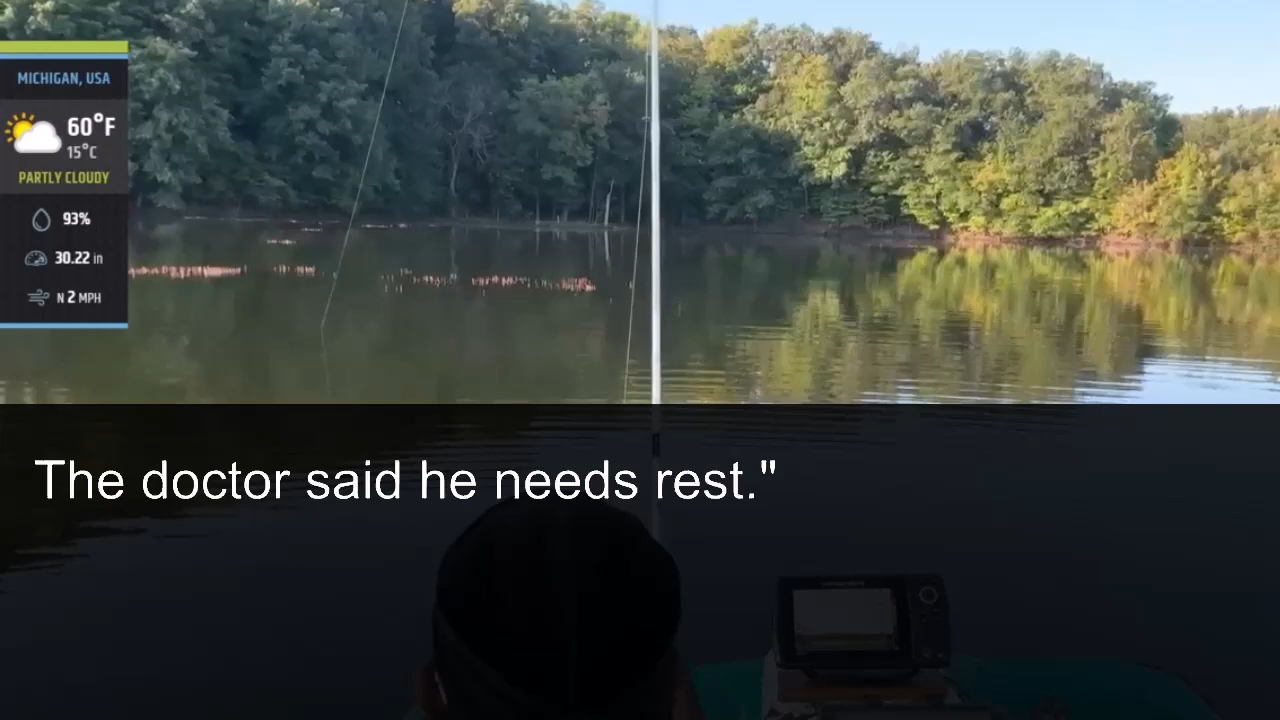 MICHIGAN, USA
60°F
15°C
PARTLY CLOUDY
93%
30.22 in
N 2 MPH
The doctor said he needs rest."